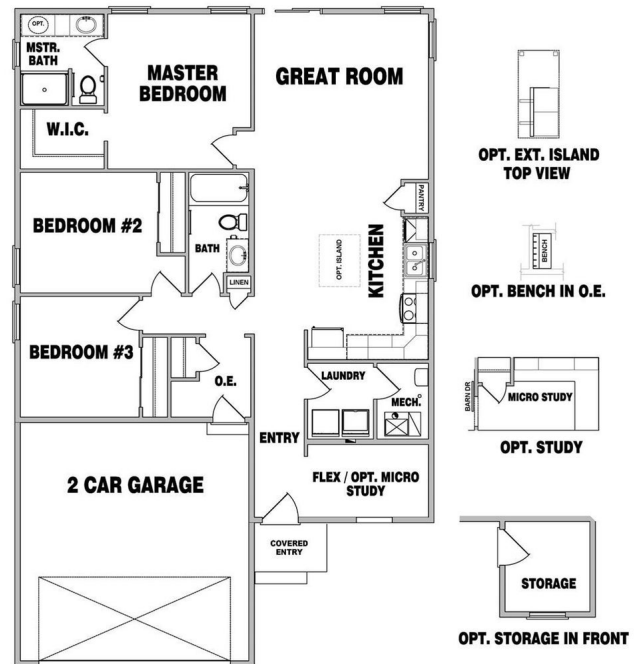 OPT.
MSTR.
BATH
MASTER
BEDROOM
GREAT ROOM
W.I.C.
OPT. EXT. ISLAND
TOP VIEW
BEDROOM #2
BATH
PANTRY
KITCHEN
OPT. ISLAND
BENCH
LINEN
OPT. BENCH IN O.E.
BEDROOM #3
O.E.
LAUNDRY
MECH.
BARN DR
MICRO STUDY
OPT. STUDY
ENTRY
2 CAR GARAGE
FLEX / OPT. MICRO
STUDY
COVERED
ENTRY
STORAGE
OPT. STORAGE IN FRONT